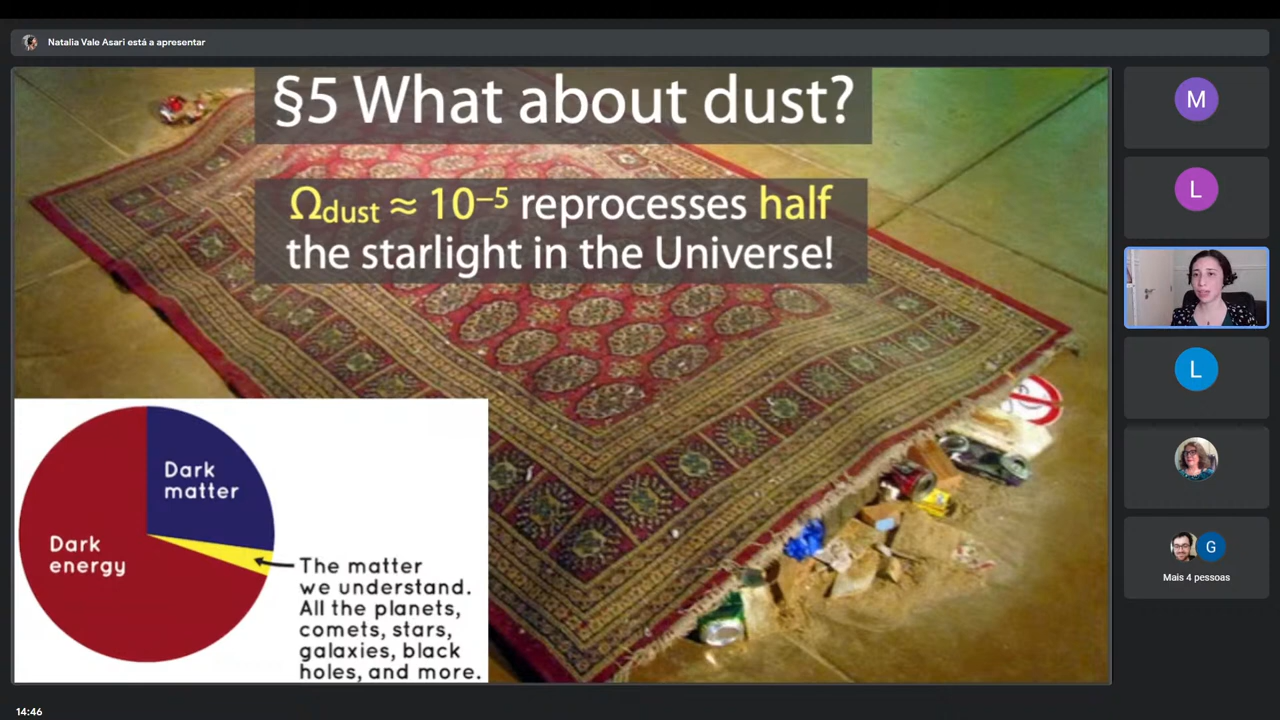 Natalia Vale Asari está a apresentar
§5 What about dust?
Ωdust ≈ 10⁻⁵ reprocesses half
the starlight in the Universe!
Dark
matter
Dark
energy
The matter
we understand.
All the planets,
comets, stars,
galaxies, black
holes, and more.
M
L
L
G
Mais 4 pessoas
14:46